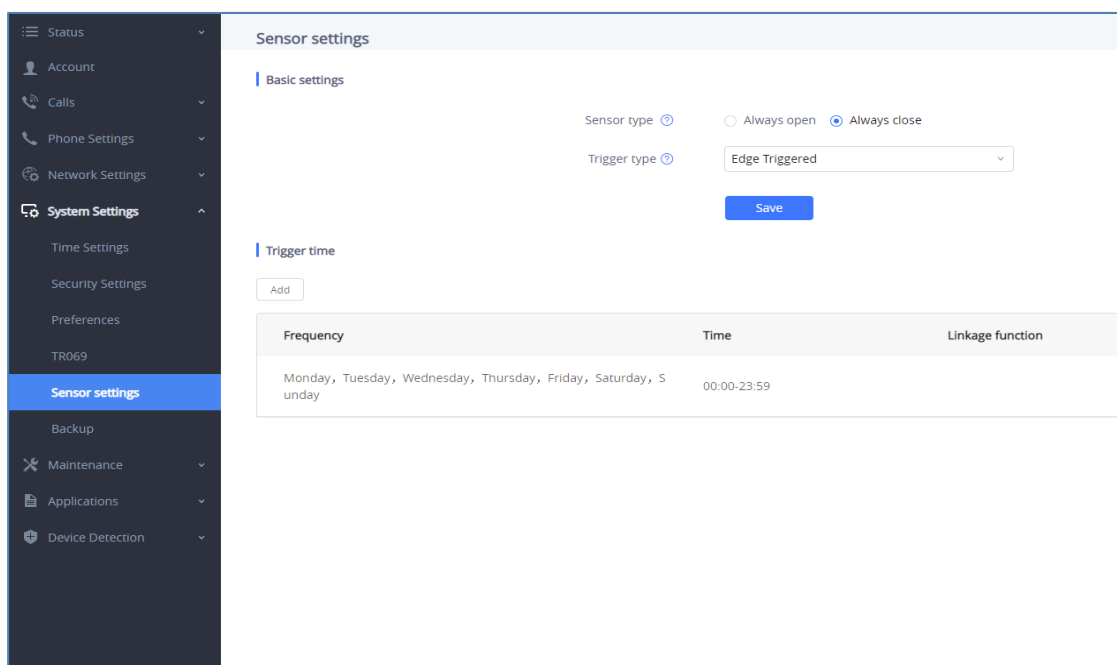 Status
Account
Calls
Phone Settings
Network Settings
System Settings
Time Settings
Security Settings
Preferences
TR069
Sensor settings
Backup
Maintenance
Applications
Device Detection
Sensor settings
Basic settings
Sensor type ? Always open Always close
Trigger type ? Edge Triggered
Save
Trigger time
Add
Frequency Time Linkage function
Monday，Tuesday，Wednesday，Thursday，Friday，Saturday，S
unday
00:00-23:59